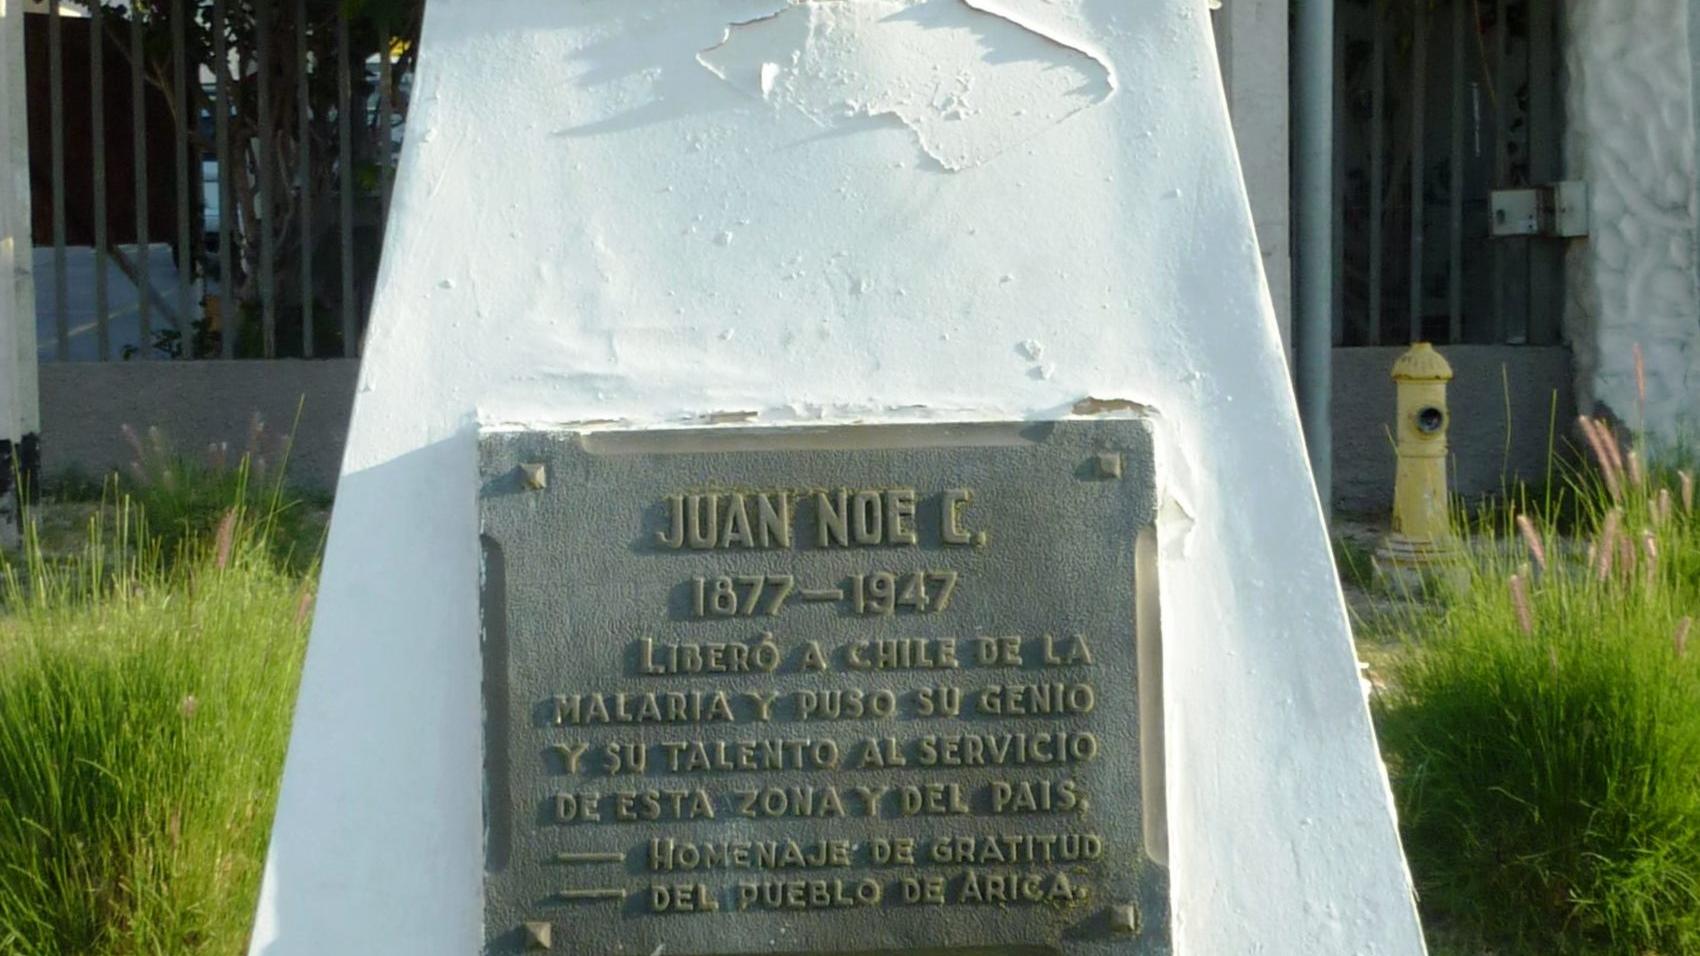 JUAN NOE C.
1877—1947
LIBERÓ A CHILE DE LA
MALARIA Y PUSO SU GENIO
Y SU TALENTO AL SERVICIO
DE ESTA ZONA Y DEL PAIS.
— HOMENAJE DE GRATITUD
— DEL PUEBLO DE ARICA.